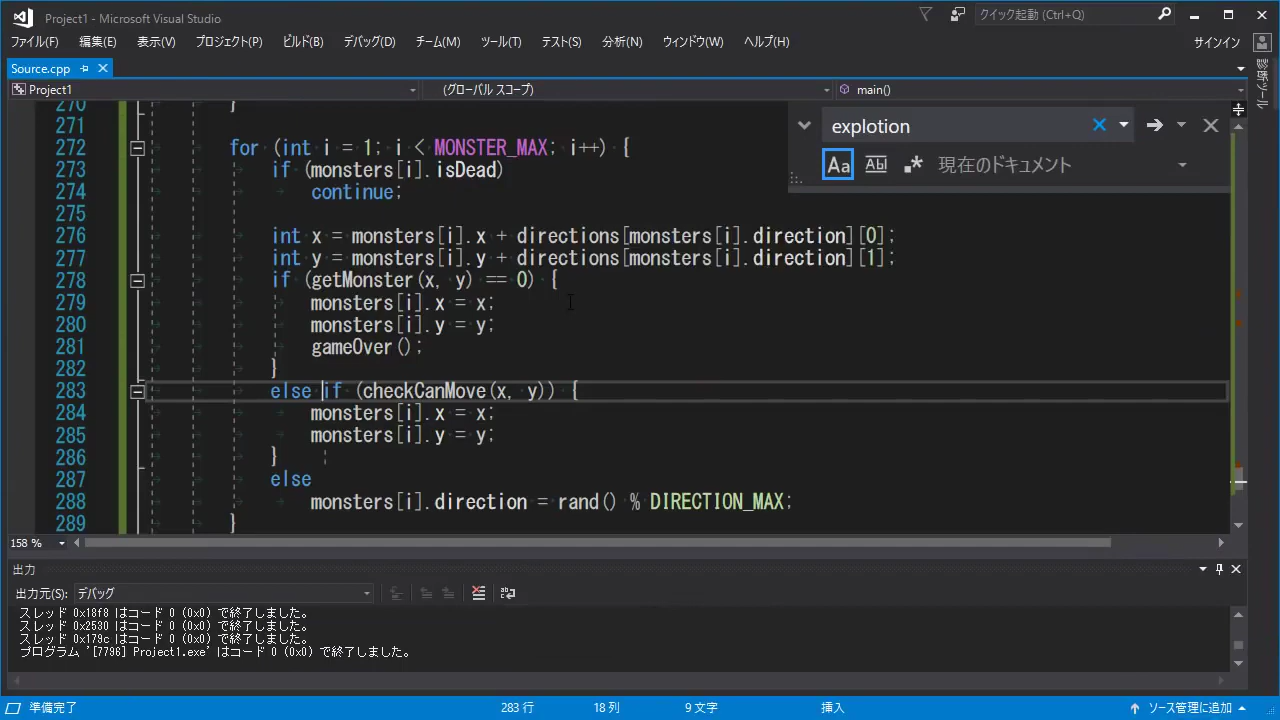 Project1 - Microsoft Visual Studio
クイック起動 (Ctrl+Q)
ファイル(F) 編集(E) 表示(V) プロジェクト(P) ビルド(B) デバッグ(D) チーム(M) ツール(T) テスト(S) 分析(N) ウィンドウ(W) ヘルプ(H) サインイン
Source.cpp
診断ツール
Project1 (グローバル スコープ) main()
explotion
Aa Abl .* 現在のドキュメント
270 }
271
272 for (int i = 1; i < MONSTER_MAX; i++) {
273 if (monsters[i].isDead)
274 continue;
275
276 int x = monsters[i].x + directions[monsters[i].direction][0];
277 int y = monsters[i].y + directions[monsters[i].direction][1];
278 if (getMonster(x, y) == 0) {
279 monsters[i].x = x;
280 monsters[i].y = y;
281 gameOver();
282 }
283 else if (checkCanMove(x, y)) {
284 monsters[i].x = x;
285 monsters[i].y = y;
286 }
287 else
288 monsters[i].direction = rand() % DIRECTION_MAX;
289 }
158 %
出力
出力元(S): デバッグ
スレッド 0x18f8 はコード 0 (0x0) で終了しました。
スレッド 0x2530 はコード 0 (0x0) で終了しました。
スレッド 0x179c はコード 0 (0x0) で終了しました。
プログラム '[7796] Project1.exe' はコード 0 (0x0) で終了しました。
準備完了 283 行 18 列 9 文字 挿入 ソース管理に追加